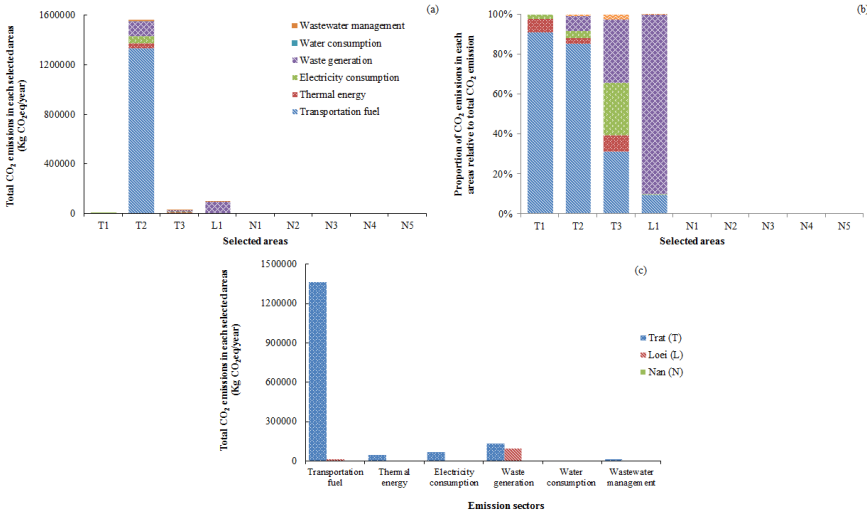 (a)
Total CO2 emissions in each selected areas
(Kg CO2eq/year)
1600000
1200000
800000
400000
0
Wastewater management
Water consumption
Waste generation
Electricity consumption
Thermal energy
Transportation fuel
T1 T2 T3 L1 N1 N2 N3 N4 N5
Selected areas
(b)
Proportion of CO2 emissions in each
areas relative to total CO2 emission
100%
80%
60%
40%
20%
0%
T1 T2 T3 L1 N1 N2 N3 N4 N5
Selected areas
(c)
Total CO2 emissions in each selected areas
(Kg CO2eq/year)
1500000
1200000
900000
600000
300000
0
Trat (T)
Loei (L)
Nan (N)
Transportation fuel
Thermal energy
Electricity consumption
Waste generation
Water consumption
Wastewater management
Emission sectors